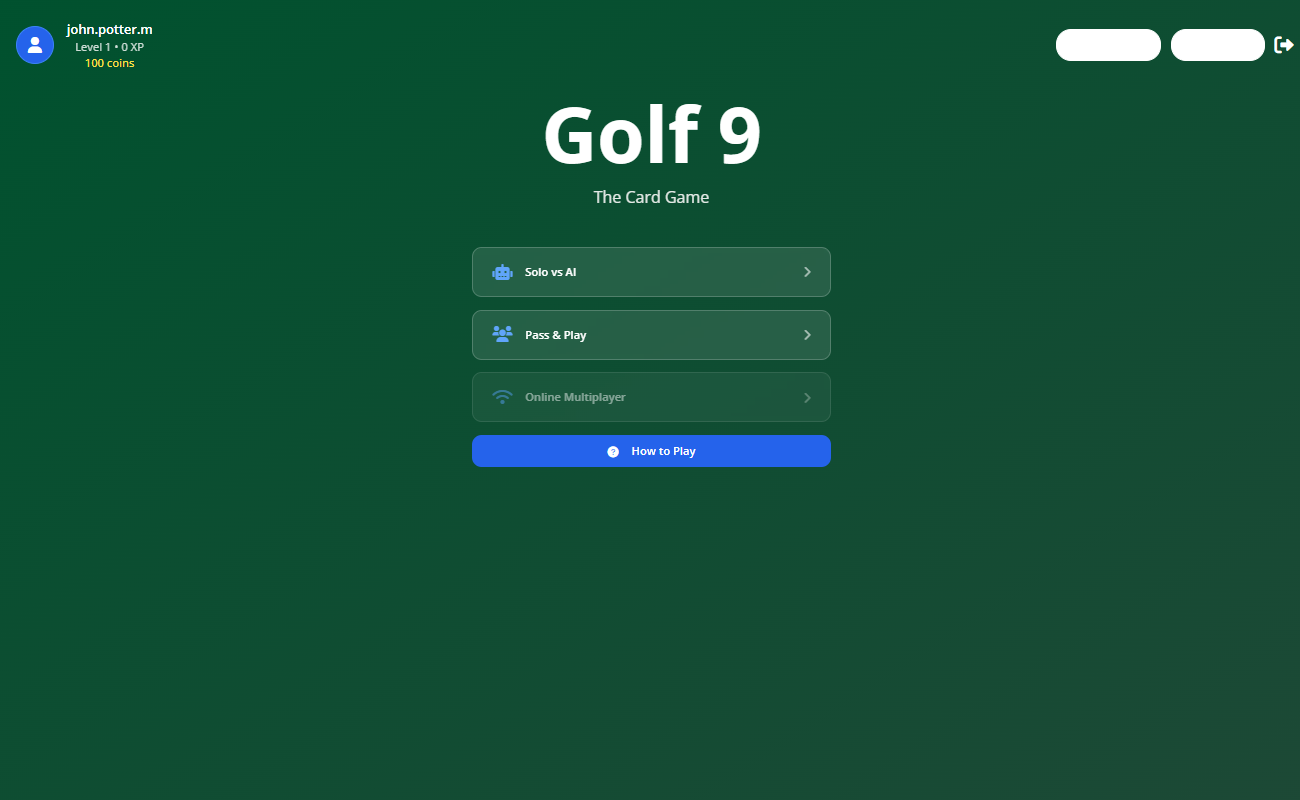 john.potter.m
Level 1 • 0 XP
100 coins
Golf 9
The Card Game
Solo vs AI
Pass & Play
Online Multiplayer
How to Play